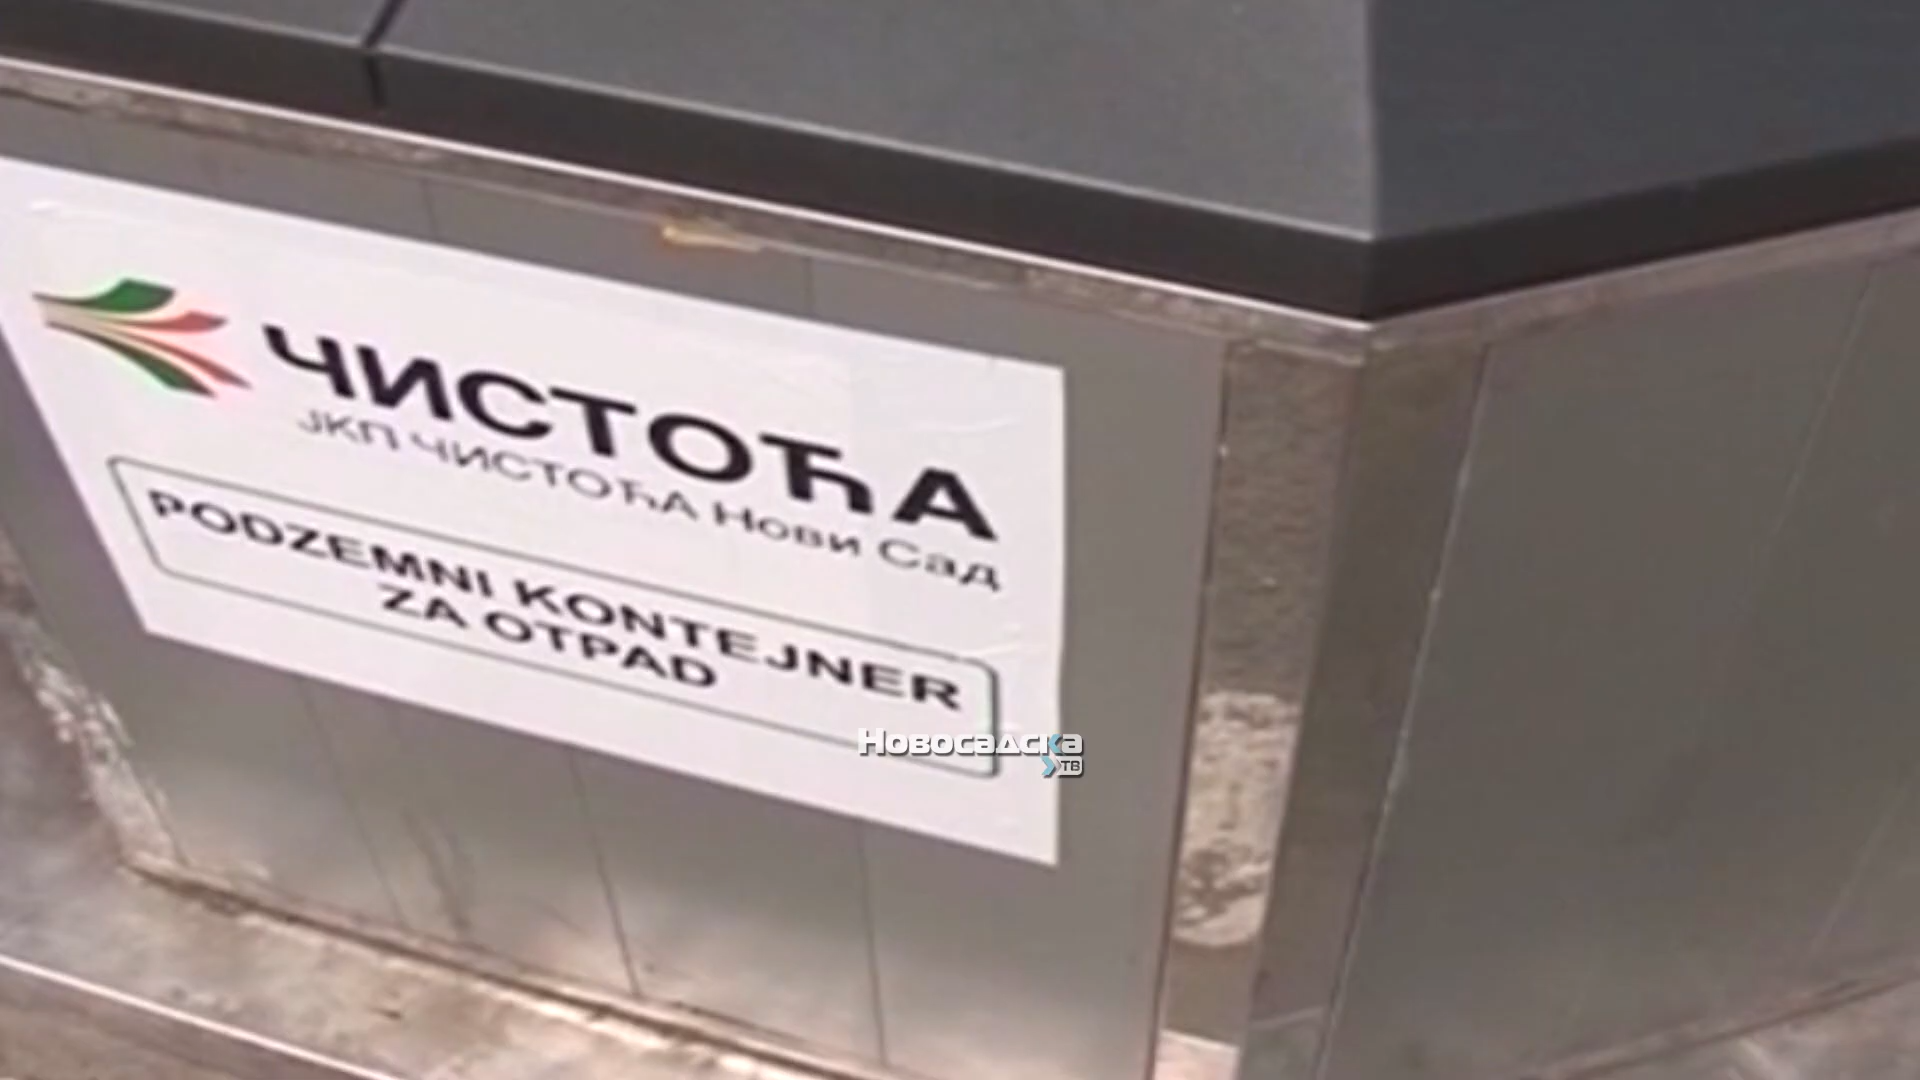 ЧИСТОЋА
ЈКП ЧИСТОЋА Нови Сад
PODZEMNI KONTEJNER
ZA OTPAD
Новосадска
ТВ